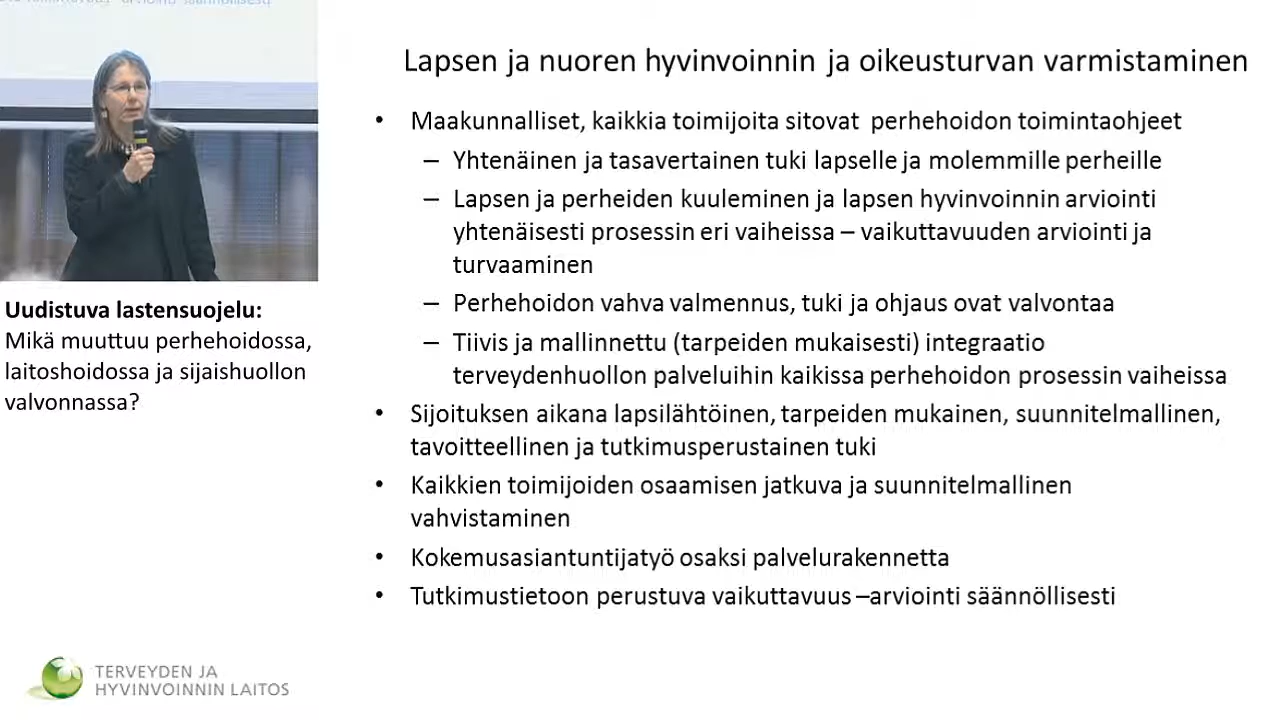 Lapsen ja nuoren hyvinvoinnin ja oikeusturvan varmistaminen
• Maakunnalliset, kaikkia toimijoita sitovat perhehoidon toimintaohjeet
– Yhtenäinen ja tasavertainen tuki lapselle ja molemmille perheille
– Lapsen ja perheiden kuuleminen ja lapsen hyvinvoinnin arviointi
yhtenäisesti prosessin eri vaiheissa – vaikuttavuuden arviointi ja
turvaaminen
– Perhehoidon vahva valmennus, tuki ja ohjaus ovat valvontaa
– Tiivis ja mallinnettu (tarpeiden mukaisesti) integraatio
terveydenhuollon palveluihin kaikissa perhehoidon prosessin vaiheissa
• Sijoituksen aikana lapsilähtöinen, tarpeiden mukainen, suunnitelmallinen,
tavoitteellinen ja tutkimusperustainen tuki
• Kaikkien toimijoiden osaamisen jatkuva ja suunnitelmallinen
vahvistaminen
• Kokemusasiantuntijatyö osaksi palvelurakennetta
• Tutkimustietoon perustuva vaikuttavuus –arviointi säännöllisesti
Uudistuva lastensuojelu:
Mikä muuttuu perhehoidossa,
laitoshoidossa ja sijaishuollon
valvonnassa?
TERVEYDEN JA
HYVINVOINNIN LAITOS